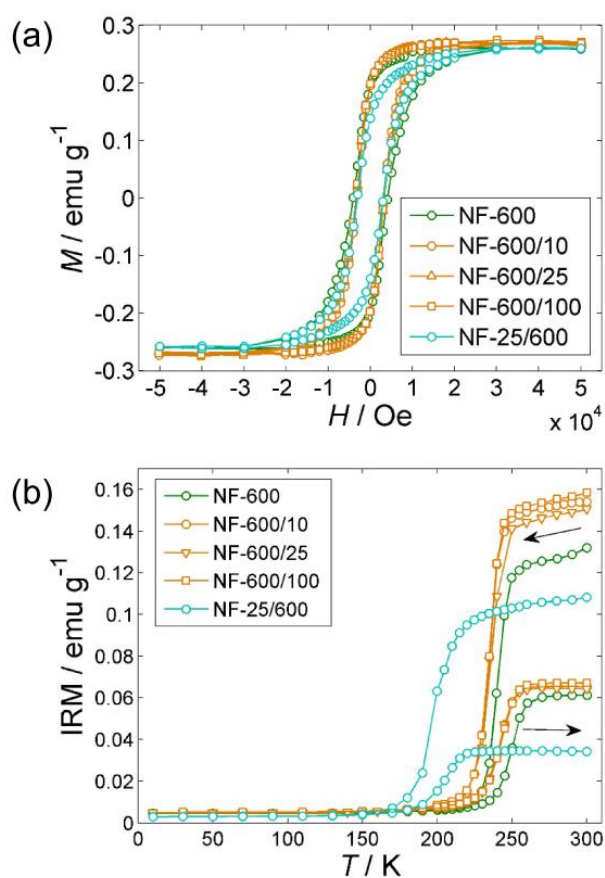 (a)
0.3
0.2
0.1
0
-0.1
-0.2
-0.3
M / emu g⁻¹
NF-600
NF-600/10
NF-600/25
NF-600/100
NF-25/600
-5 -4 -3 -2 -1 0 1 2 3 4 5
H / Oe
x 10⁴
(b)
0.16
0.14
0.12
0.1
0.08
0.06
0.04
0.02
0
IRM / emu g⁻¹
NF-600
NF-600/10
NF-600/25
NF-600/100
NF-25/600
0 50 100 150 200 250 300
T / K